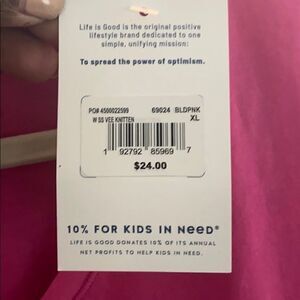 Life is Good is the original positive
lifestyle brand dedicated to one
simple, unifying mission:
To spread the power of optimism.
PO# 4500022599 69024 BLDPNK
W SS VEE KNITTEN XL
1 92792 85969 7
$24.00
10% FOR KIDS IN NEED®
LIFE IS GOOD DONATES 10% OF ITS ANNUAL
NET PROFITS TO HELP KIDS IN NEED.